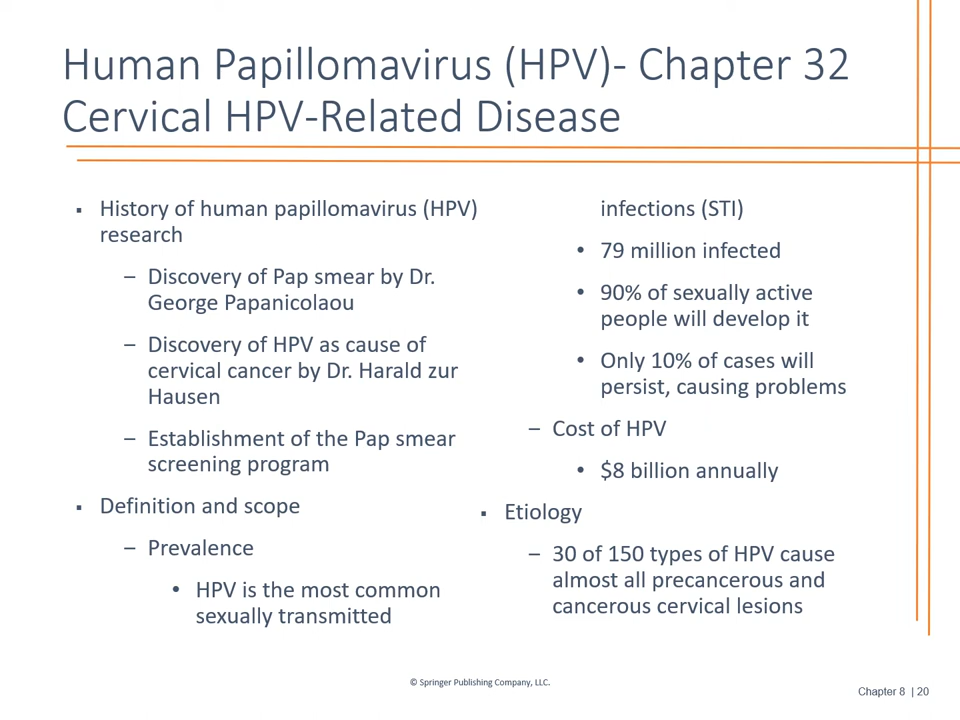 Human Papillomavirus (HPV)- Chapter 32
Cervical HPV-Related Disease
▪ History of human papillomavirus (HPV)
research
– Discovery of Pap smear by Dr.
George Papanicolaou
– Discovery of HPV as cause of
cervical cancer by Dr. Harald zur
Hausen
– Establishment of the Pap smear
screening program
▪ Definition and scope
– Prevalence
• HPV is the most common
sexually transmitted
infections (STI)
• 79 million infected
• 90% of sexually active
people will develop it
• Only 10% of cases will
persist, causing problems
– Cost of HPV
• $8 billion annually
▪ Etiology
– 30 of 150 types of HPV cause
almost all precancerous and
cancerous cervical lesions
© Springer Publishing Company, LLC.
Chapter 8 | 20